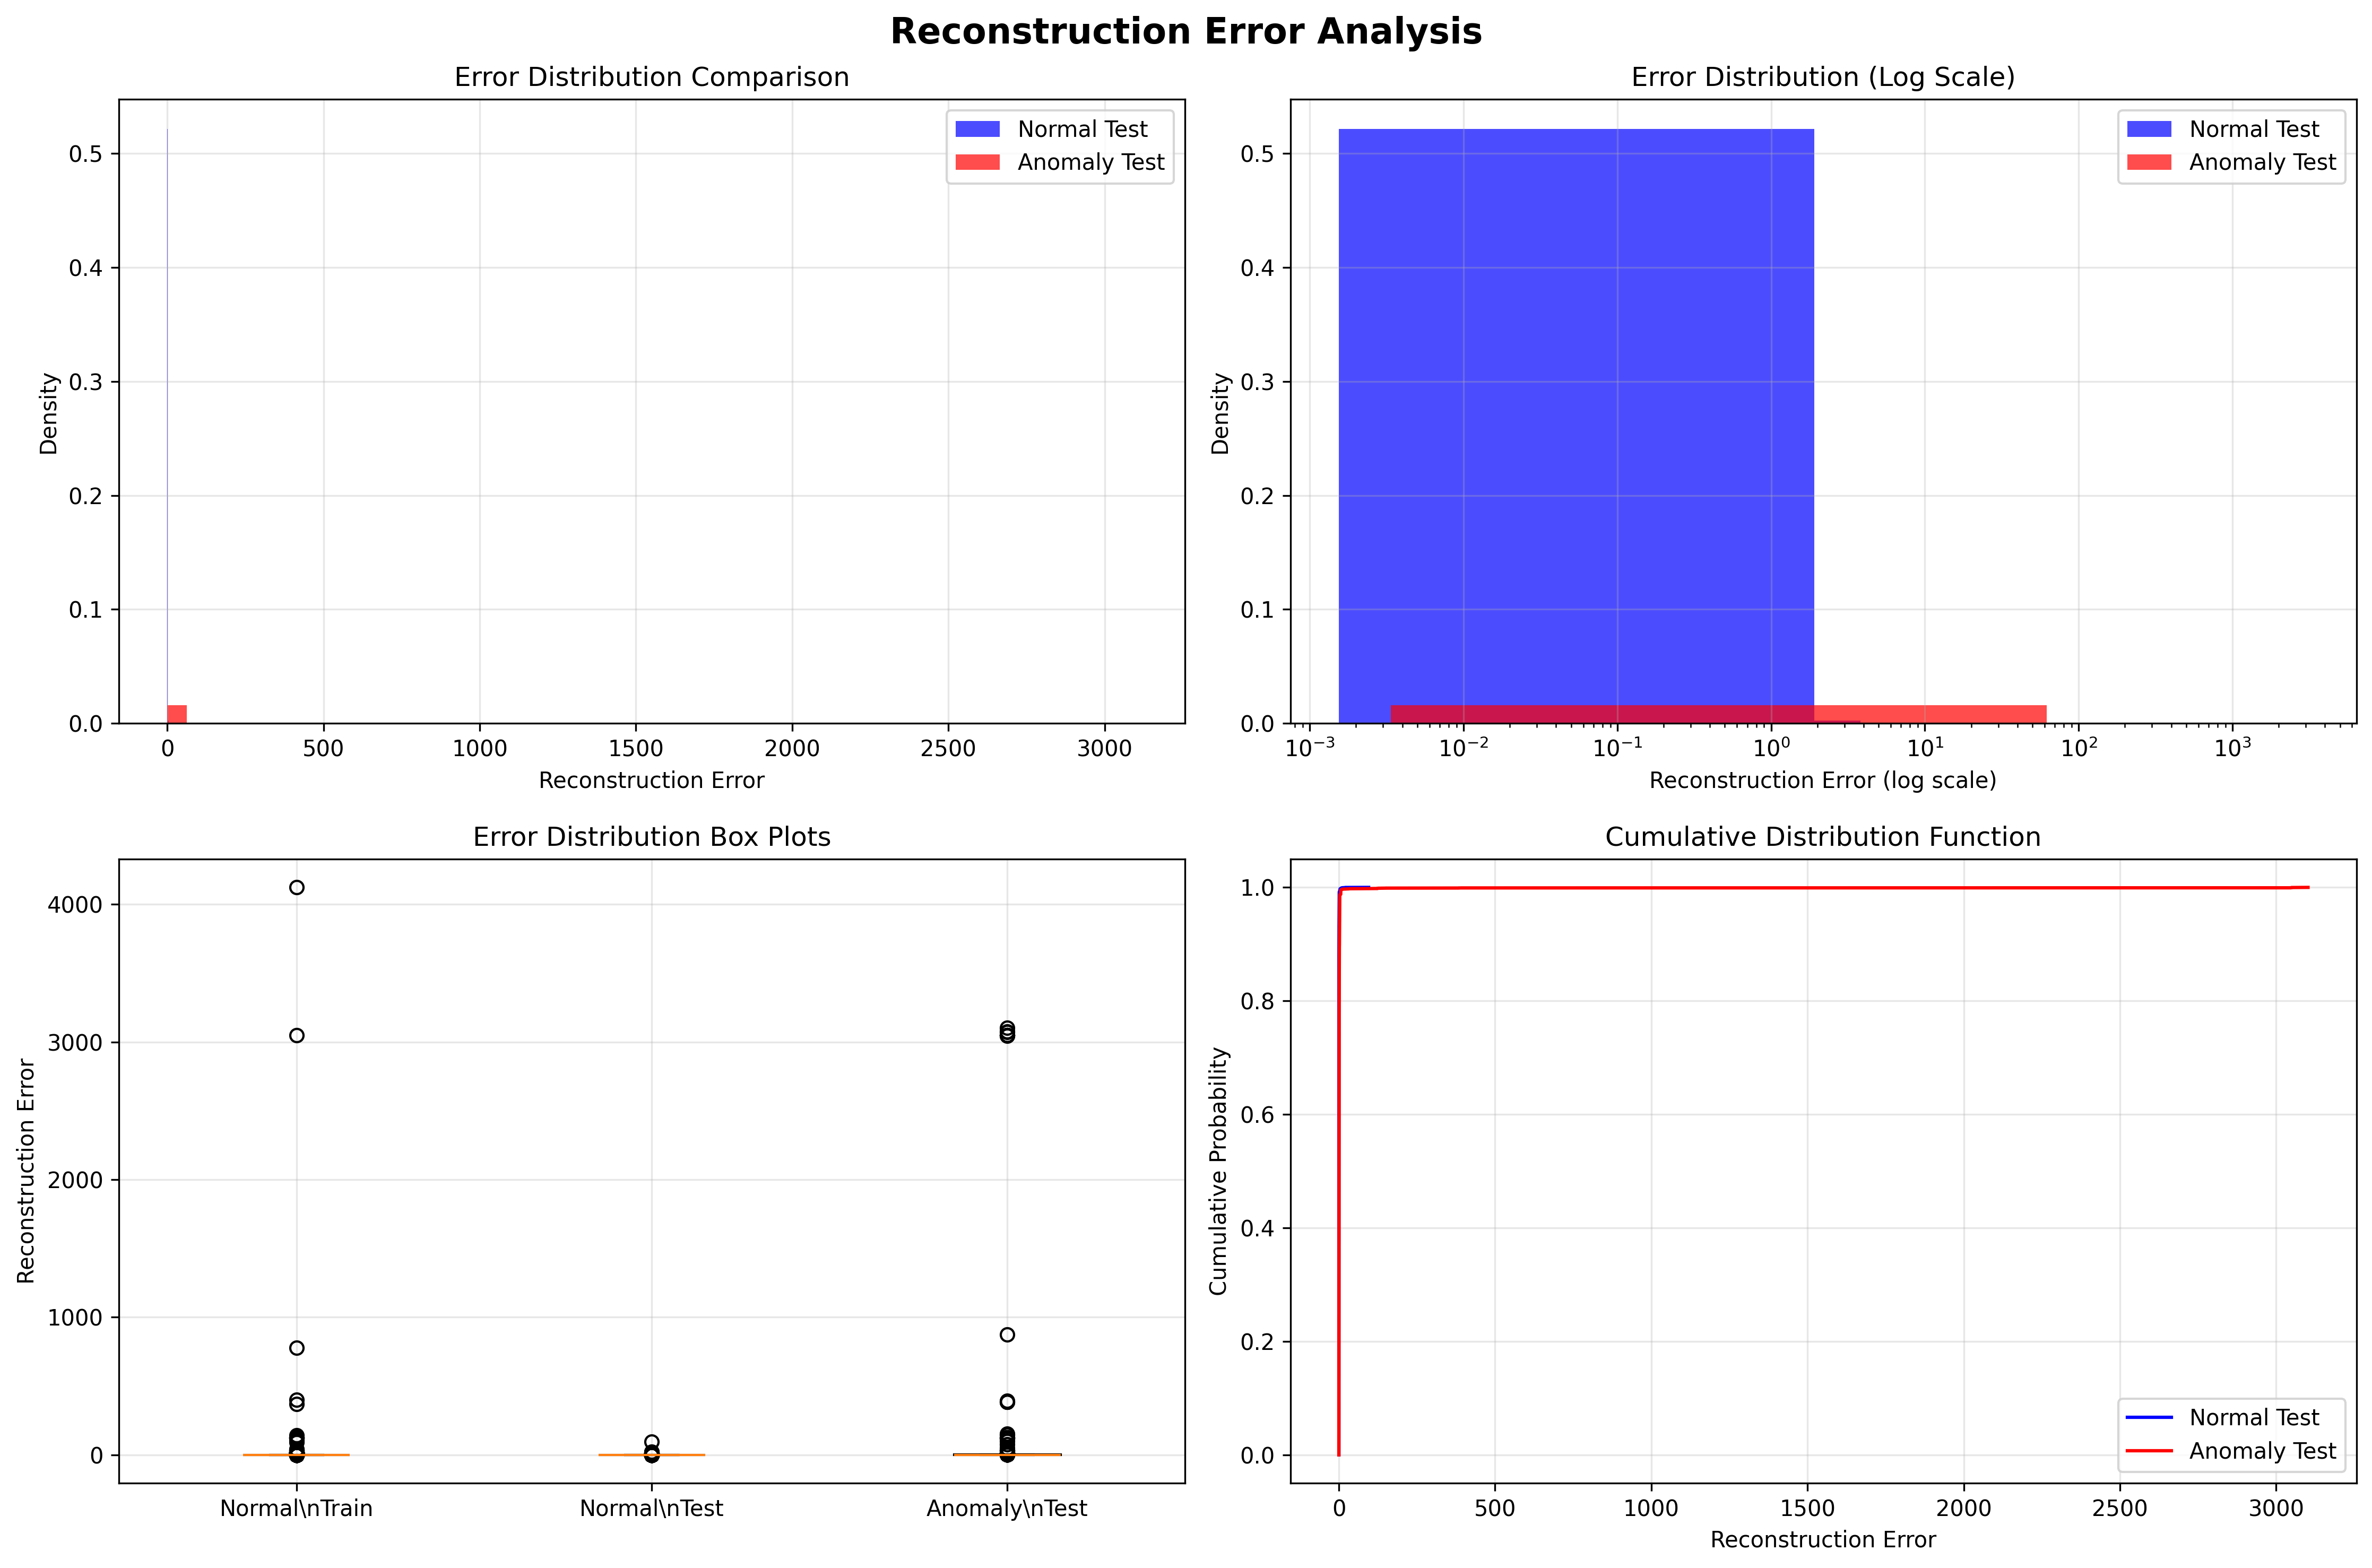 Reconstruction Error Analysis
Error Distribution Comparison
Density
0.5
0.4
0.3
0.2
0.1
0.0
0 500 1000 1500 2000 2500 3000
Reconstruction Error
Normal Test
Anomaly Test
Error Distribution (Log Scale)
Density
0.5
0.4
0.3
0.2
0.1
0.0
10⁻³ 10⁻² 10⁻¹ 10⁰ 10¹ 10² 10³
Reconstruction Error (log scale)
Normal Test
Anomaly Test
Error Distribution Box Plots
Reconstruction Error
4000
3000
2000
1000
0
Normal\nTrain Normal\nTest Anomaly\nTest
Cumulative Distribution Function
Cumulative Probability
1.0
0.8
0.6
0.4
0.2
0.0
0 500 1000 1500 2000 2500 3000
Reconstruction Error
Normal Test
Anomaly Test